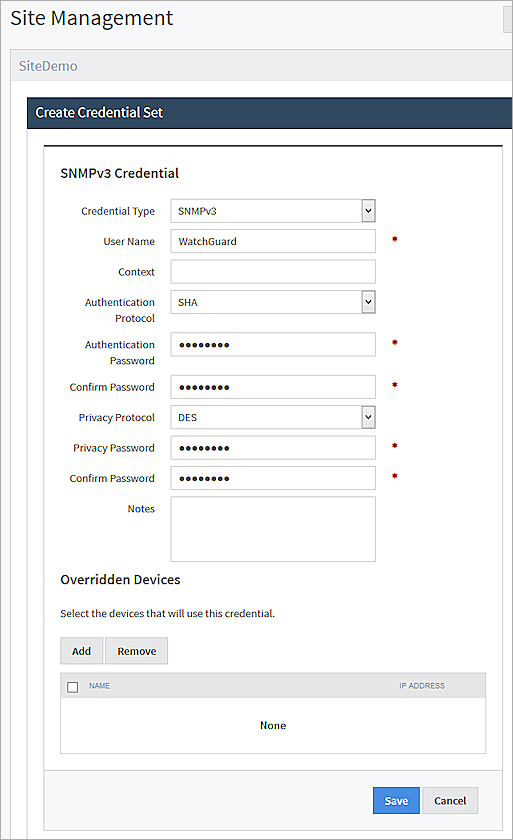 Site Management
SiteDemo
Create Credential Set
SNMPv3 Credential
Credential Type SNMPv3
User Name WatchGuard *
Context
Authentication
Protocol SHA
Authentication
Password ●●●●●●●● *
Confirm Password ●●●●●●●● *
Privacy Protocol DES
Privacy Password ●●●●●●●● *
Confirm Password ●●●●●●●● *
Notes
Overridden Devices
Select the devices that will use this credential.
Add Remove
NAME IP ADDRESS
None
Save Cancel